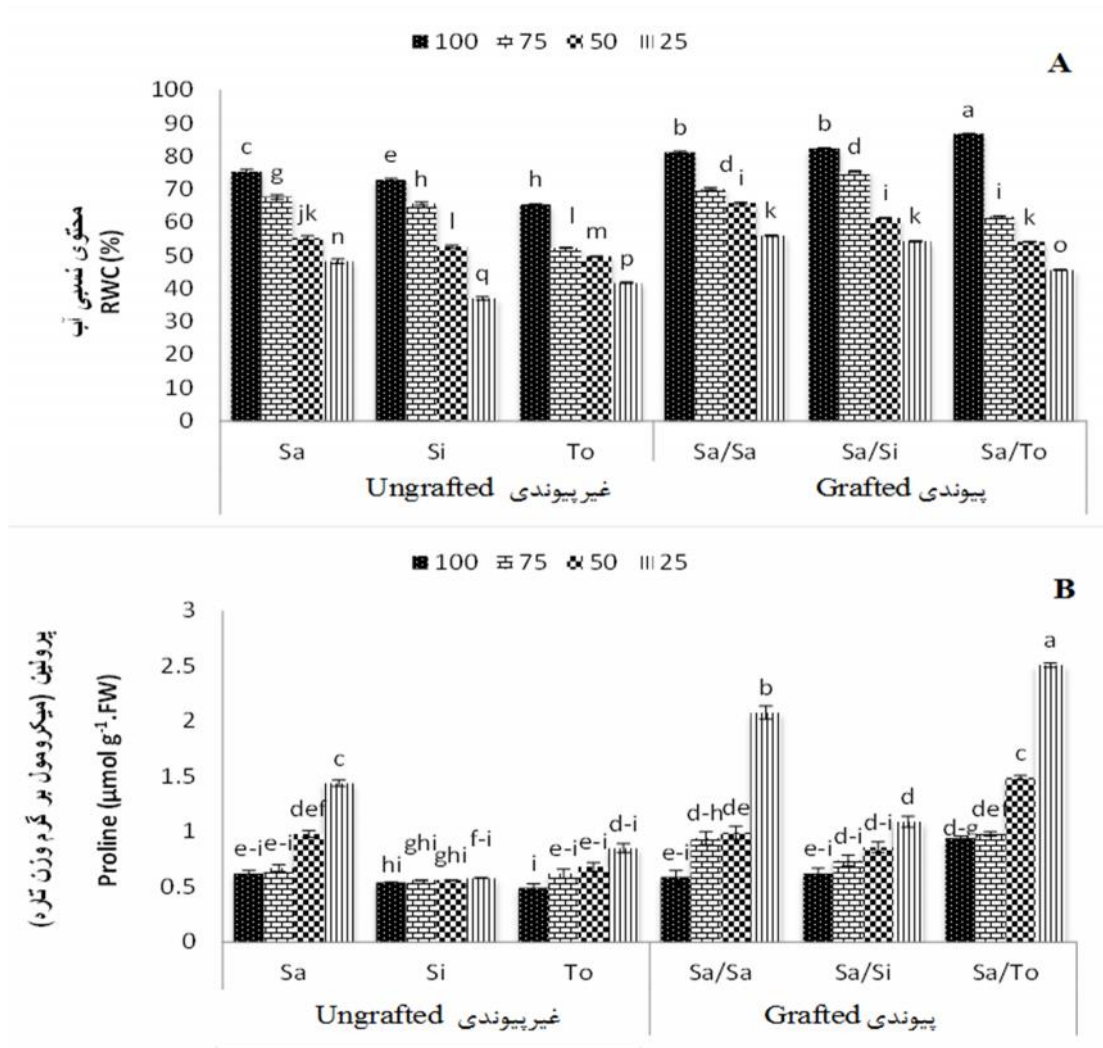 100 75 50 25
A
محتوی نسبی آب
RWC (%)
100
90
80
70
60
50
40
30
20
10
0
c g jk n e h l q h l m p b d i k b d i k a i k o
Sa Si To Sa/Sa Sa/Si Sa/To
Ungrafted غیرپیوندی Grafted پیوندی
100 75 50 25
B
پرولین (میکرومول بر گرم وزن تازه)
Proline (µmol g⁻¹.FW)
3
2.5
2
1.5
1
0.5
0
e-i e-i def c hi ghi ghi f-i i e-i e-i d-i e-i d-h de b e-i d-i d-i d d-g def c a
Sa Si To Sa/Sa Sa/Si Sa/To
Ungrafted غیرپیوندی Grafted پیوندی